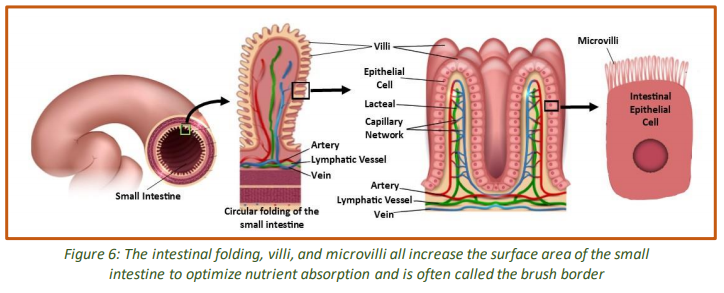 Small Intestine
Villi
Artery
Lymphatic Vessel
Vein
Circular folding of the
small intestine
Epithelial
Cell
Lacteal
Capillary
Network
Artery
Lymphatic Vessel
Vein
Microvilli
Intestinal
Epithelial
Cell
Figure 6: The intestinal folding, villi, and microvilli all increase the surface area of the small
intestine to optimize nutrient absorption and is often called the brush border